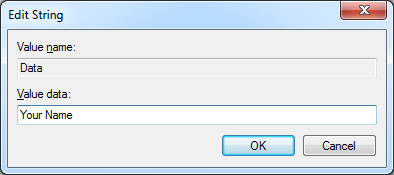 Edit String
Value name:
Data
Value data:
Your Name
OK Cancel